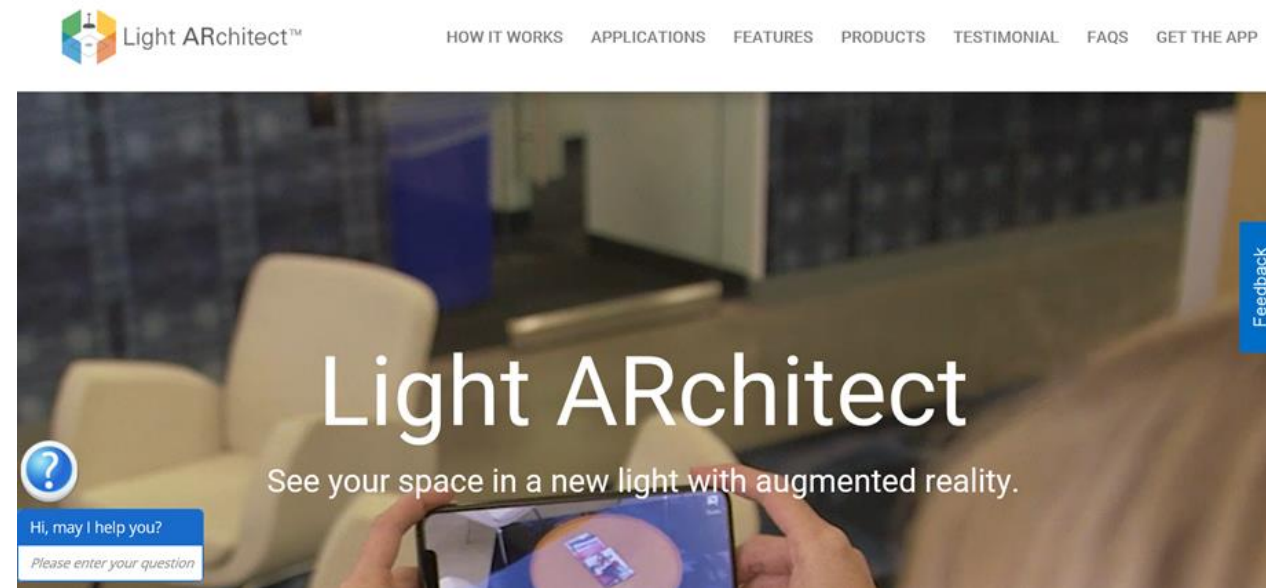 Light ARchitect™
HOW IT WORKS APPLICATIONS FEATURES PRODUCTS TESTIMONIAL FAQS GET THE APP
Feedback
Light ARchitect
See your space in a new light with augmented reality.
?
Hi, may I help you?
Please enter your question